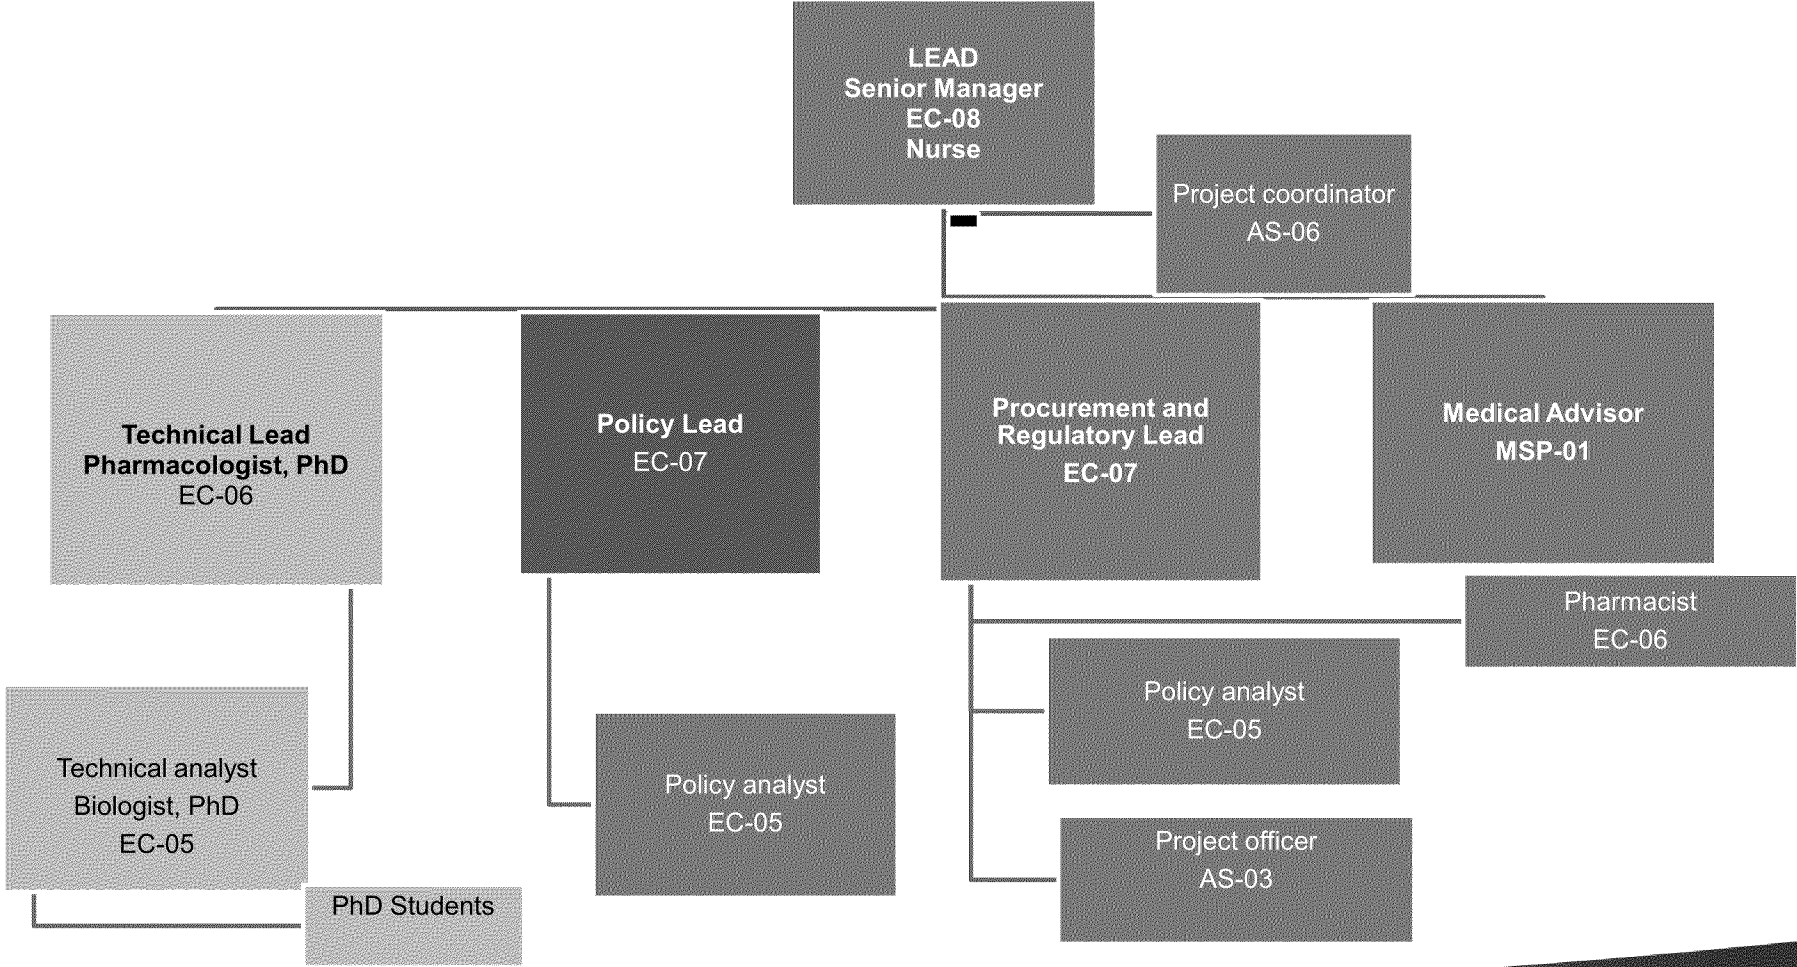 LEAD
Senior Manager
EC-08
Nurse
Project coordinator
AS-06
Technical Lead
Pharmacologist, PhD
EC-06
Policy Lead
EC-07
Procurement and
Regulatory Lead
EC-07
Medical Advisor
MSP-01
Pharmacist
EC-06
Policy analyst
EC-05
Technical analyst
Biologist, PhD
EC-05
Policy analyst
EC-05
Project officer
AS-03
PhD Students